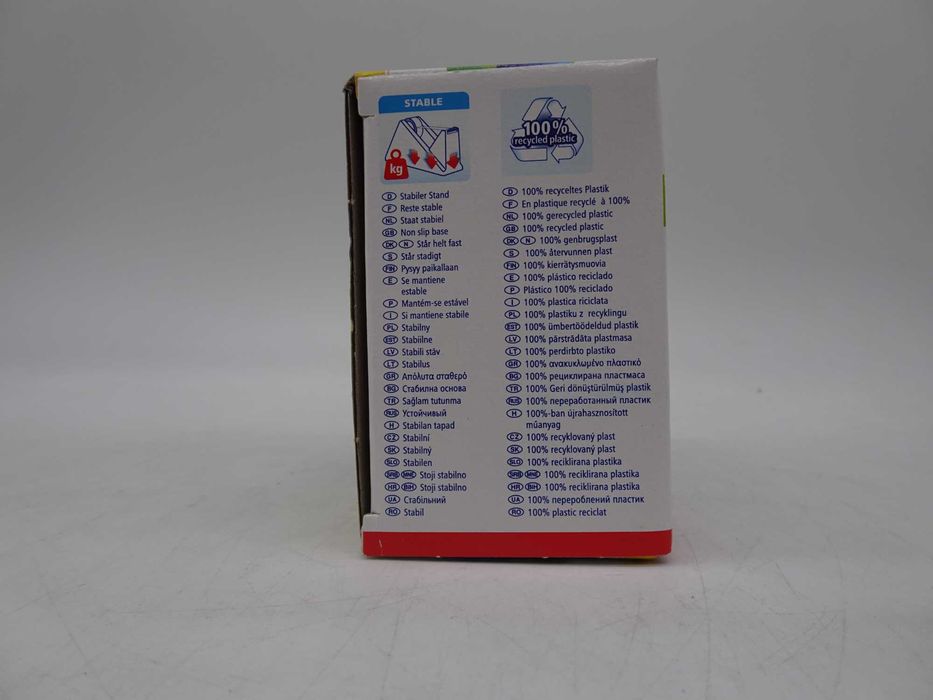 STABLE
kg
D Stabiler Stand
F Reste stable
NL Staat stabiel
GB Non slip base
DK N Står helt fast
S Står stadigt
FIN Pysyy paikallaan
E Se mantiene
estable
P Mantém-se estável
I Si mantiene stabile
PL Stabilny
EST Stabiilne
LV Stabili stāv
LT Stabilus
GR Απόλυτα σταθερό
BG Стабилна основа
TR Sağlam tutunma
RUS Устойчивый
H Stabilan tapad
CZ Stabilní
SK Stabilný
SLO Stabilen
SRB MNE Stoji stabilno
HR BIH Stoji stabilno
UA Стабільний
RO Stabil
100%
recycled plastic
D 100% recyceltes Plastik
F En plastique recyclé à 100%
NL 100% gerecycled plastic
GB 100% recycled plastic
DK N 100% genbrugsplast
S 100% återvunnen plast
FIN 100% kierrätysmuovia
E 100% plástico reciclado
P Plástico 100% reciclado
I 100% plastica riciclata
PL 100% plastiku z recyklingu
EST 100% ümbertöödeldud plastik
LV 100% pārstrādāta plastmasa
LT 100% perdirbto plastiko
GR 100% ανακυκλωμένο πλαστικό
BG 100% рециклирана пластмаса
TR 100% Geri dönüştürülmüş plastik
RUS 100% переработанный пластик
H 100%-ban újrahasznosított
műanyag
CZ 100% recyklovaný plast
SK 100% recyklovaný plast
SLO 100% reciklirana plastika
SRB MNE 100% reciklirana plastika
HR BIH 100% reciklirana plastika
UA 100% перероблений пластик
RO 100% plastic reciclat